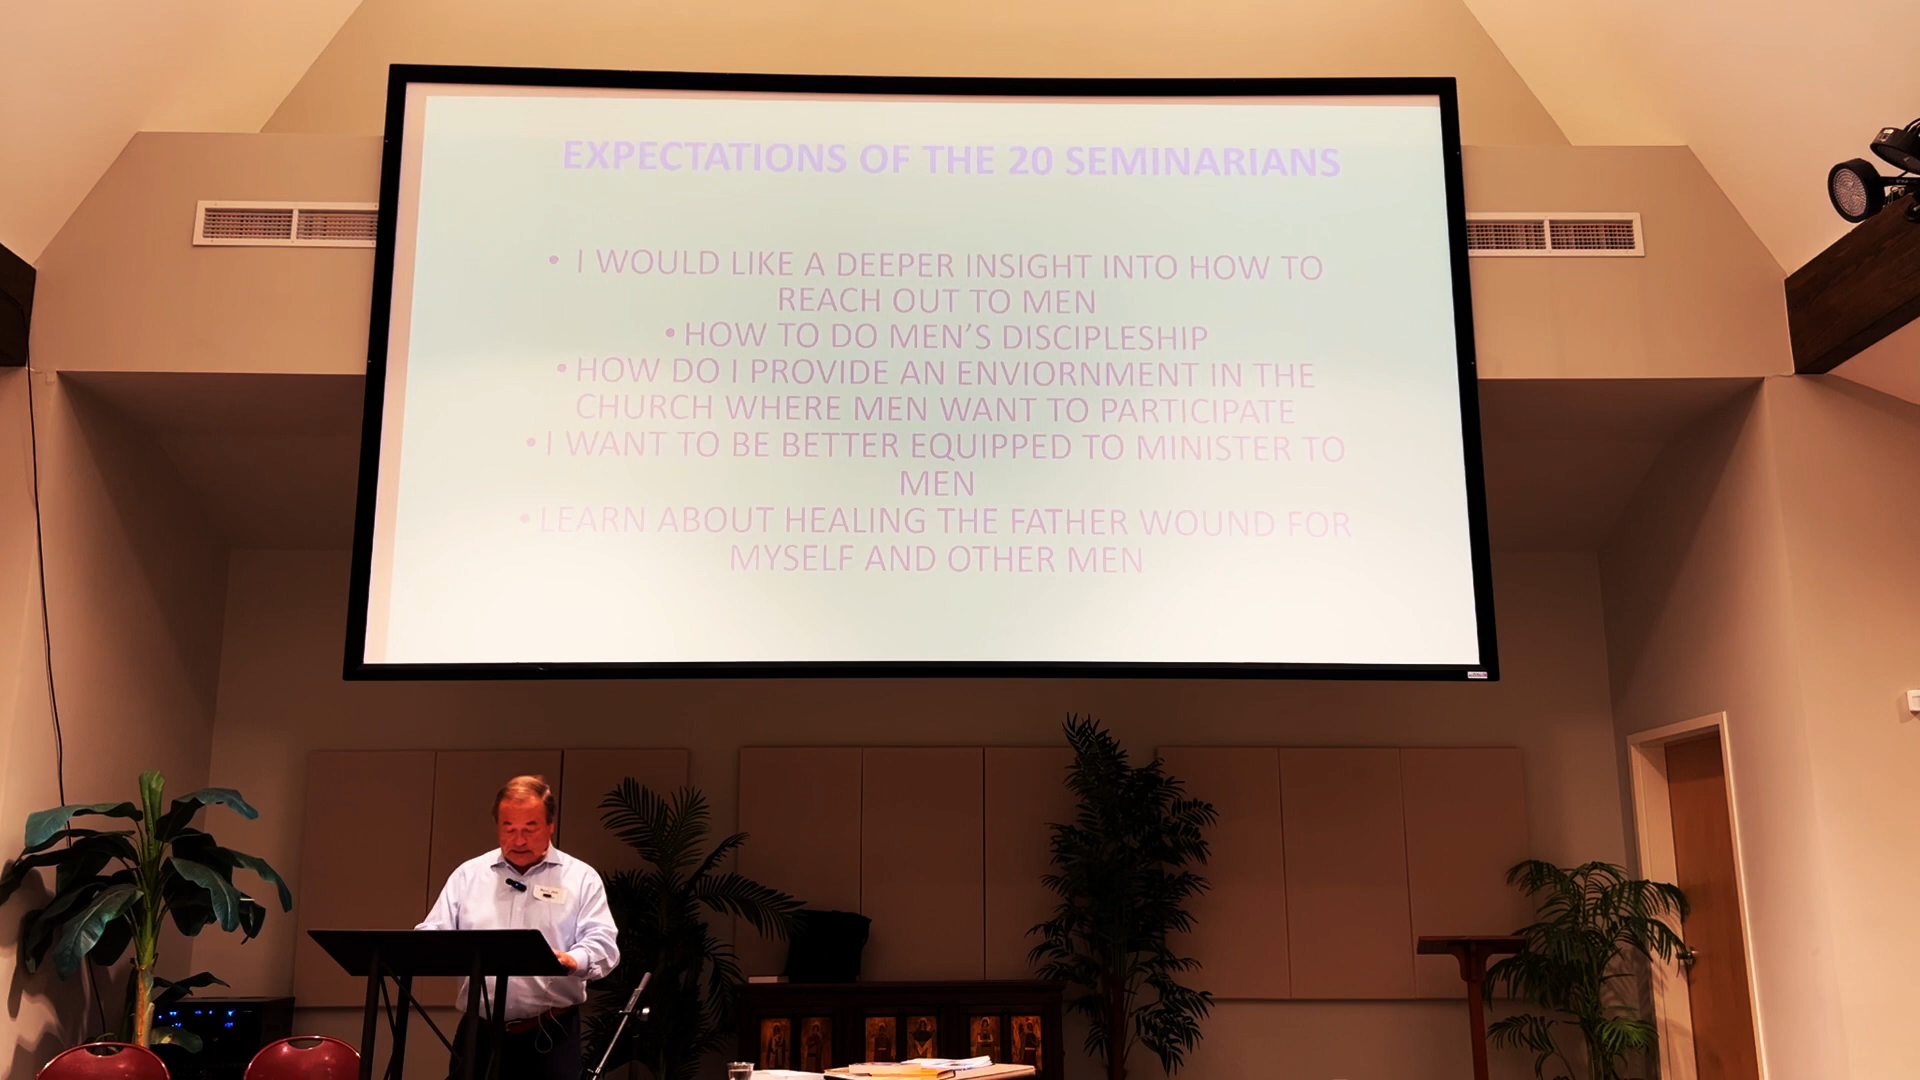 EXPECTATIONS OF THE 20 SEMINARIANS
• I WOULD LIKE A DEEPER INSIGHT INTO HOW TO
REACH OUT TO MEN
• HOW TO DO MEN’S DISCIPLESHIP
• HOW DO I PROVIDE AN ENVIORNMENT IN THE
CHURCH WHERE MEN WANT TO PARTICIPATE
• I WANT TO BE BETTER EQUIPPED TO MINISTER TO
MEN
• LEARN ABOUT HEALING THE FATHER WOUND FOR
MYSELF AND OTHER MEN